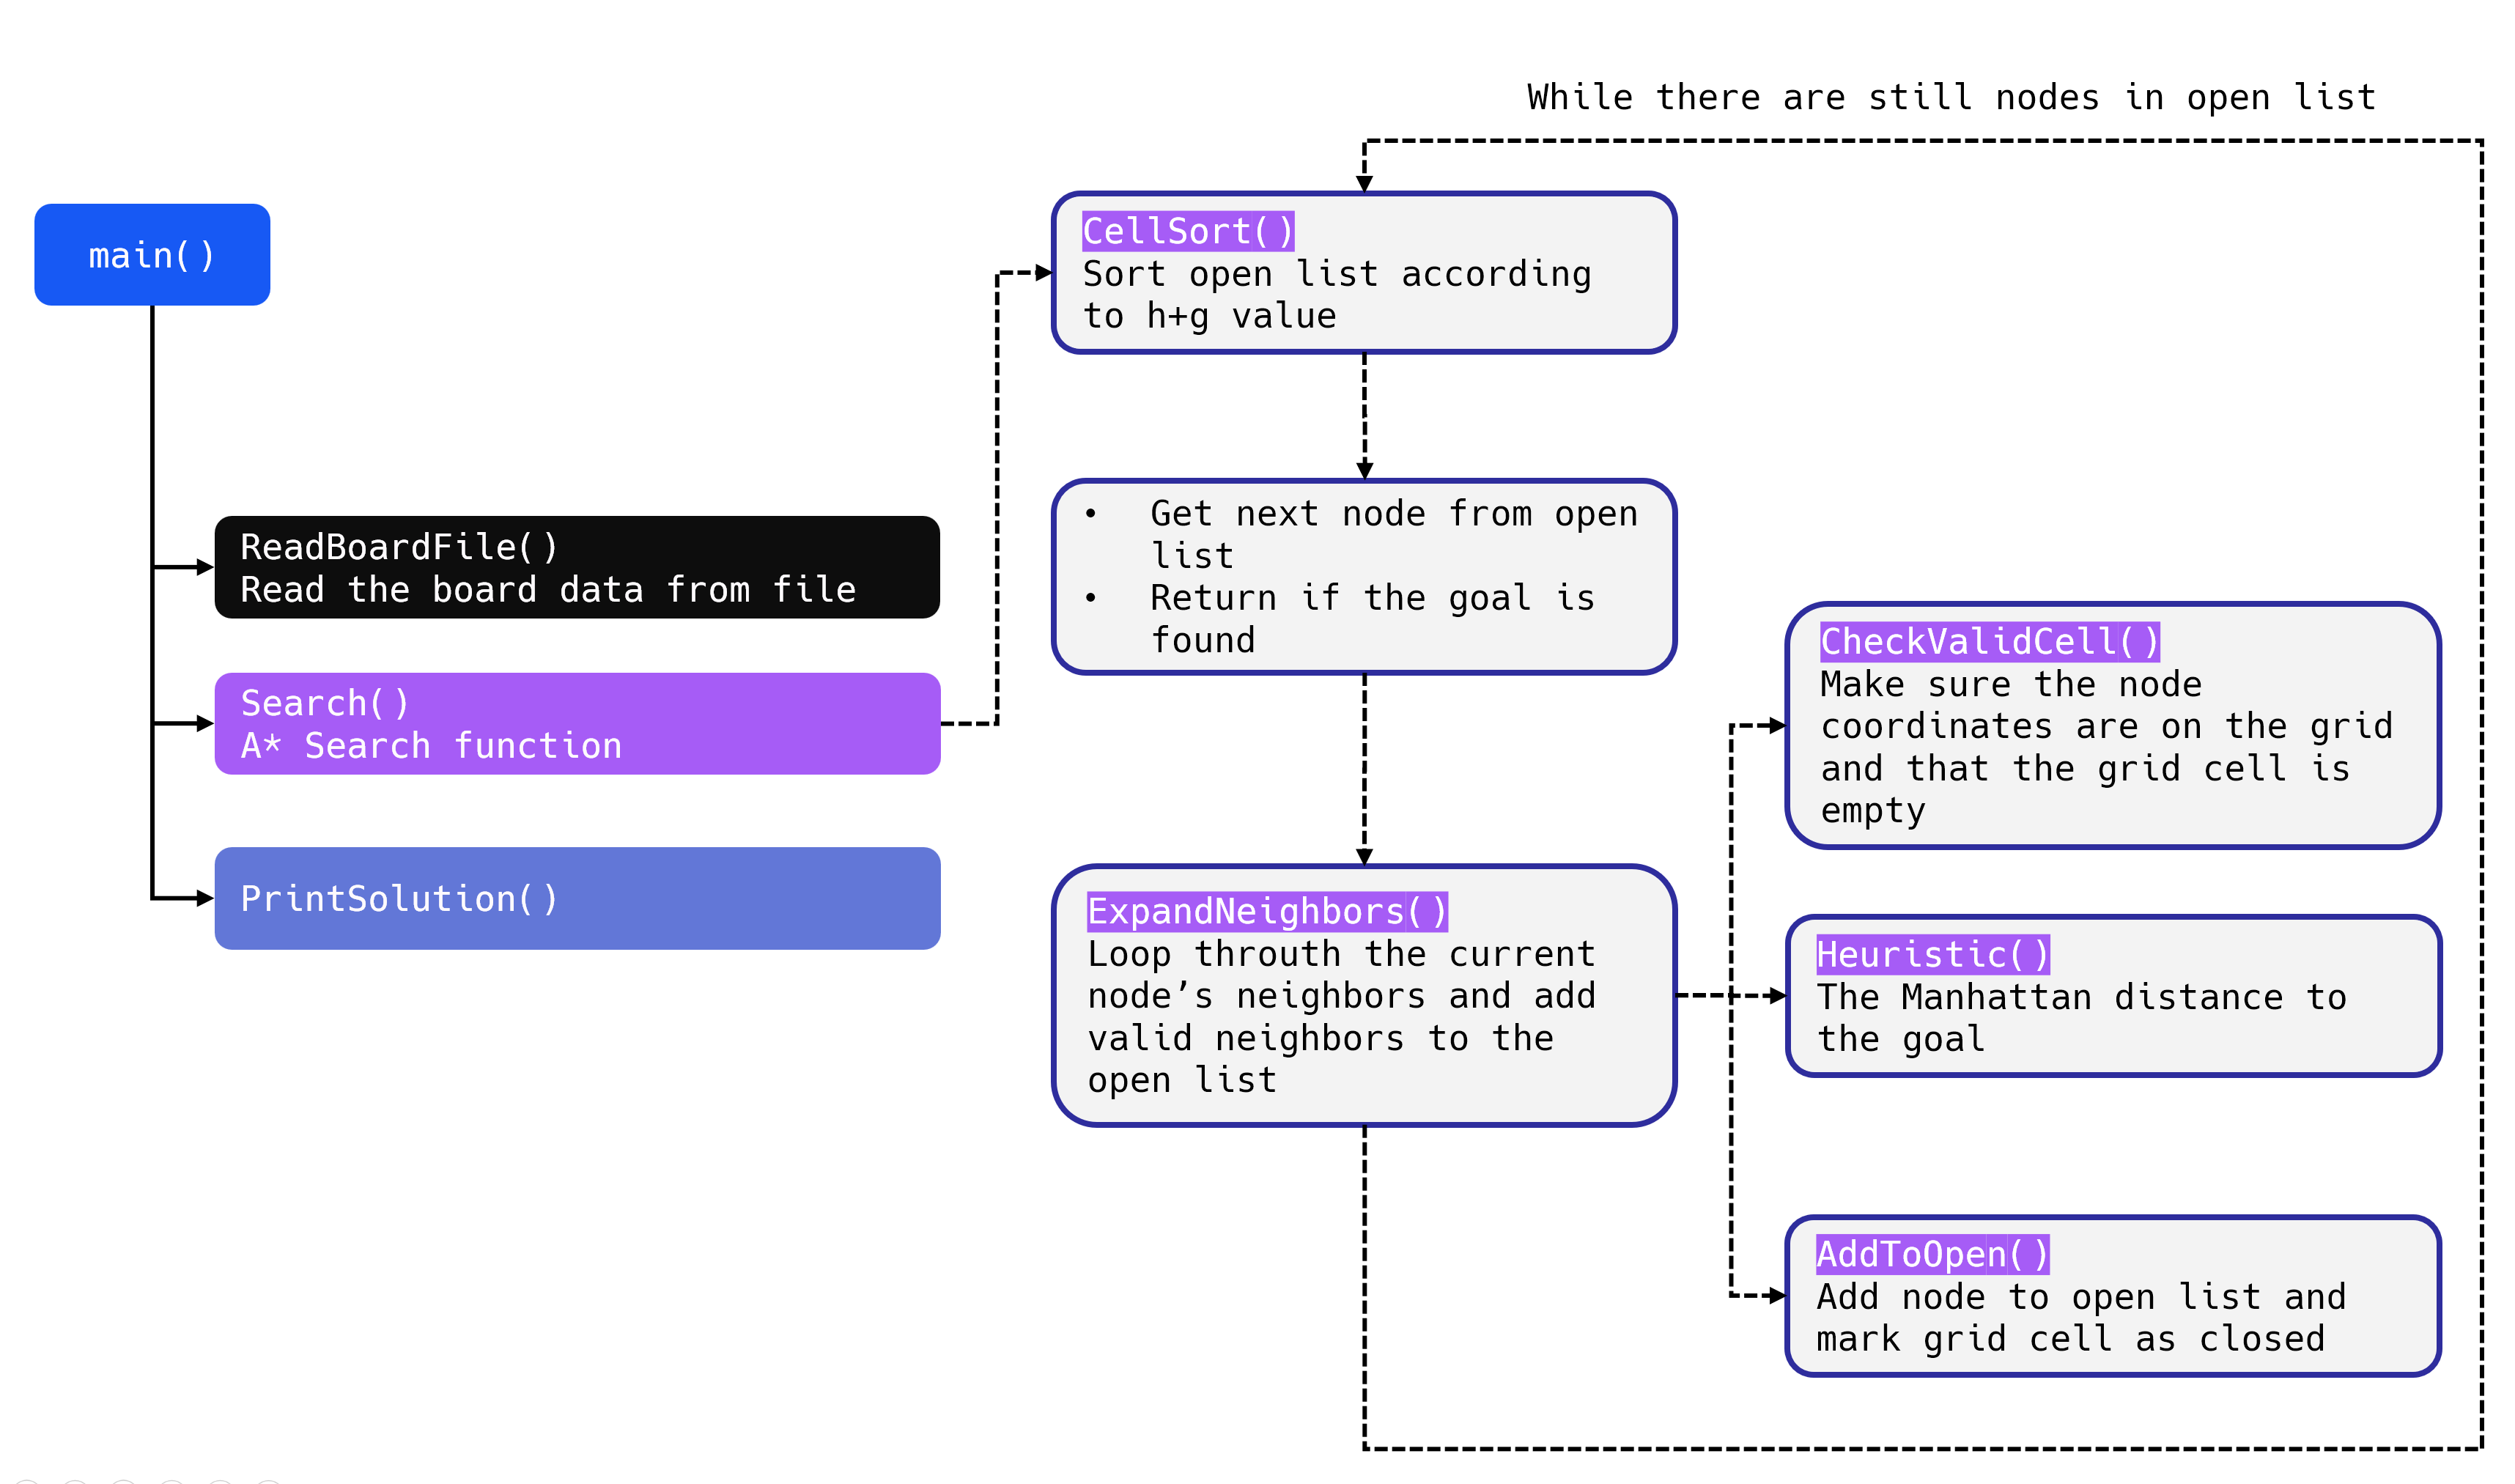 While there are still nodes in open list
main()
ReadBoardFile()
Read the board data from file
Search()
A* Search function
PrintSolution()
CellSort()
Sort open list according
to h+g value
• Get next node from open
list
• Return if the goal is
found
ExpandNeighbors()
Loop throuth the current
node’s neighbors and add
valid neighbors to the
open list
CheckValidCell()
Make sure the node
coordinates are on the grid
and that the grid cell is
empty
Heuristic()
The Manhattan distance to
the goal
AddToOpen()
Add node to open list and
mark grid cell as closed